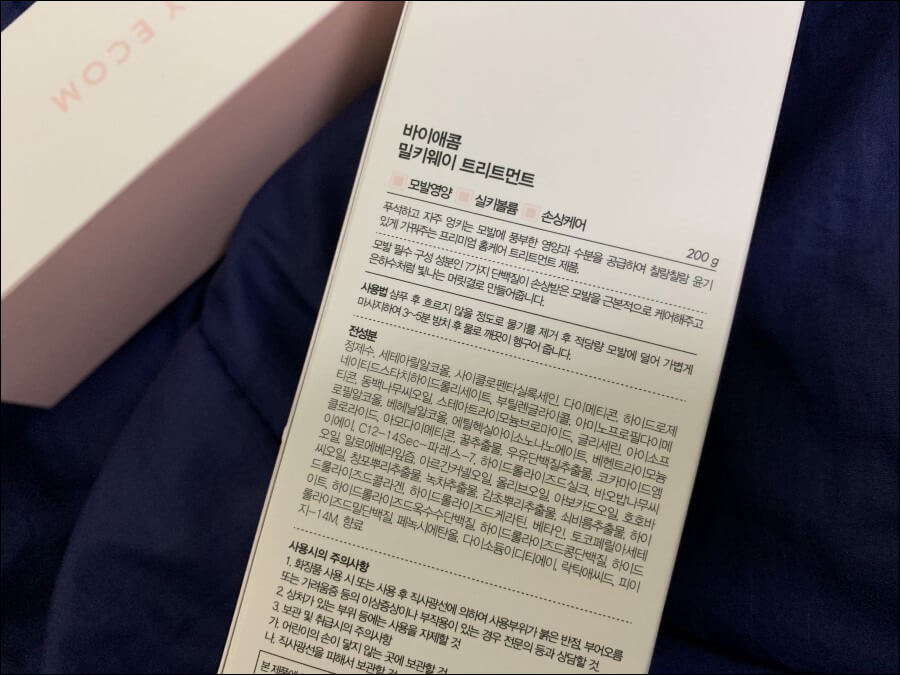 Y ECOM
바이애콤
밀키웨이 트리트먼트
모발영양 실키볼륨 손상케어
200 g
푸석하고 자주 엉키는 모발에 풍부한 영양과 수분을 공급하여 찰랑찰랑 윤기
있게 가꿔주는 프리미엄 홈케어 트리트먼트 제품.
모발 필수 구성 성분인 7가지 단백질이 손상받은 모발을 근본적으로 케어해주고
은하수처럼 빛나는 머릿결로 만들어줍니다.
사용법 샴푸 후 흐르지 않을 정도로 물기를 제거 후 적당량 모발에 덜어 가볍게
마사지하여 3~5분 방치 후 물로 깨끗이 헹구어 줍니다.
전성분
정제수, 세테아릴알코올, 사이클로펜타실록세인, 다이메티콘, 하이드로제
네이티드스타치하이드롤리세이트, 부틸렌글라이콜, 아미노프로필다이메
티콘, 동백나무씨오일, 스테아트라이모늄브로마이드, 글리세린, 아이소프
로필알코올, 베헤닐알코올, 에틸헥실아이소노나노에이트, 베헨트라이모늄
클로라이드, 아모다이메티콘, 꿀추출물, 우유단백질추출물, 코카마이드엠
이에이, C12-14Sec-파레스-7, 하이드롤라이즈드실크, 바오밥나무씨
오일, 알로에베라잎즙, 아르간커넬오일, 올리브오일, 아보카도오일, 호호바
씨오일, 창포뿌리추출물, 녹차추출물, 감초뿌리추출물, 쇠비름추출물, 하이
드롤라이즈드콜라겐, 하이드롤라이즈드케라틴, 베타인, 토코페릴아세테
이트, 하이드롤라이즈드옥수수단백질, 하이드롤라이즈드콩단백질, 하이드
롤라이즈드밀단백질, 페녹시에탄올, 다이소듐이디티에이, 락틱애씨드, 피이
지-14M, 향료
사용시의 주의사항
1. 화장품 사용 시 또는 사용 후 직사광선에 의하여 사용부위가 붉은 반점, 부어오름
또는 가려움증 등의 이상증상이나 부작용이 있는 경우 전문의 등과 상담할 것.
2. 상처가 있는 부위 등에는 사용을 자제할 것
3. 보관 및 취급시의 주의사항
가. 어린이의 손이 닿지 않는 곳에 보관할 것
나. 직사광선을 피해서 보관할 것
본 제품에